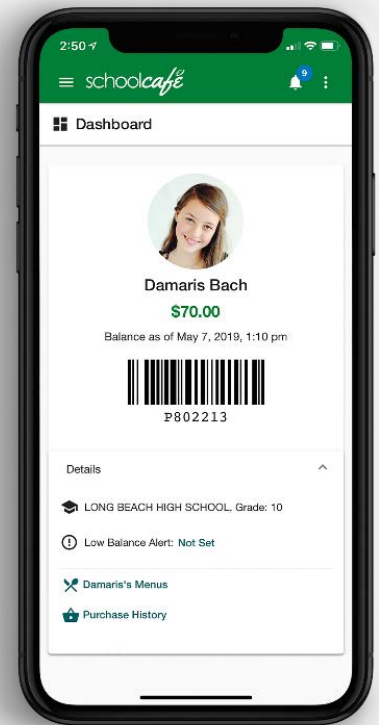 2:50
schoolcafé
9
Dashboard
Damaris Bach
$70.00
Balance as of May 7, 2019, 1:10 pm
P802213
Details
LONG BEACH HIGH SCHOOL, Grade: 10
Low Balance Alert: Not Set
Damaris's Menus
Purchase History